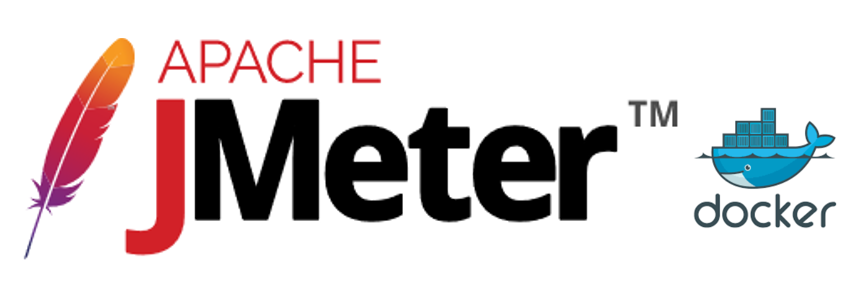 APACHE
JMeter™
docker